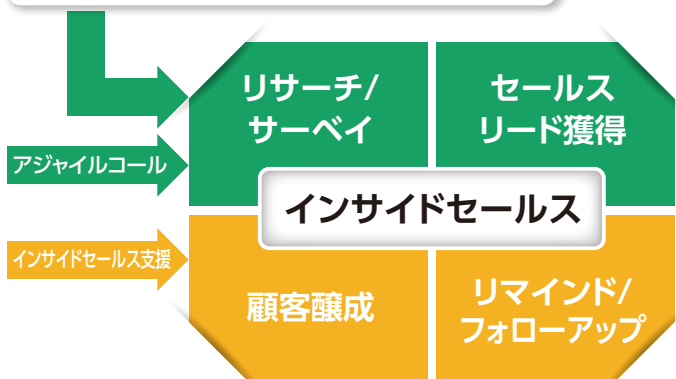 リサーチ/
サーベイ
セールス
リード獲得
アジャイルコール
インサイドセールス
インサイドセールス支援
顧客醸成
リマインド/
フォローアップ